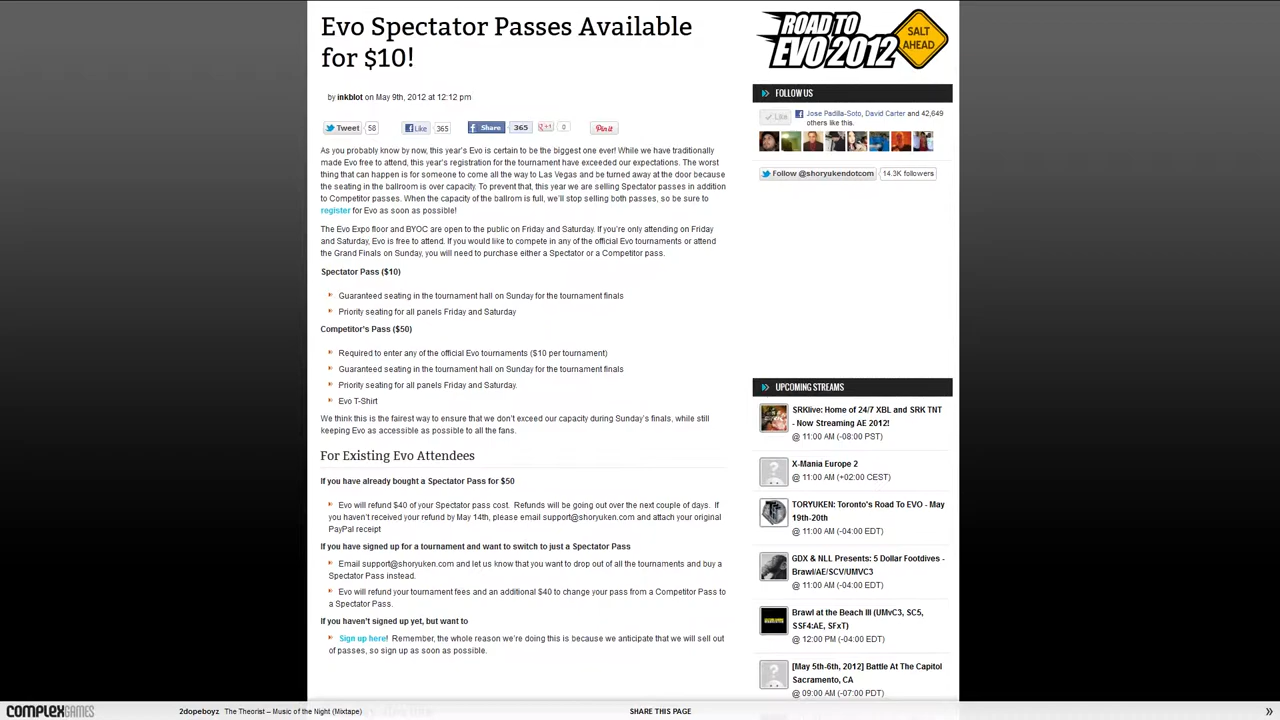 Evo Spectator Passes Available
for $10!
by inkblot on May 9th, 2012 at 12:12 pm
Tweet 58 Like 365 Share 365 +1 0 Pin it
As you probably know by now, this year's Evo is certain to be the biggest one ever! While we have traditionally
made Evo free to attend, this year's registration for the tournament have exceeded our expectations. The worst
thing that can happen is for someone to come all the way to Las Vegas and be turned away at the door because
the seating in the ballroom is over capacity. To prevent that, this year we are selling Spectator passes in addition
to Competitor passes. When the capacity of the ballrom is full, we'll stop selling both passes, so be sure to
register for Evo as soon as possible!
The Evo Expo floor and BYOC are open to the public on Friday and Saturday. If you're only attending on Friday
and Saturday, Evo is free to attend. If you would like to compete in any of the official Evo tournaments or attend
the Grand Finals on Sunday, you will need to purchase either a Spectator or a Competitor pass.
Spectator Pass ($10)
Guaranteed seating in the tournament hall on Sunday for the tournament finals
Priority seating for all panels Friday and Saturday
Competitor's Pass ($50)
Required to enter any of the official Evo tournaments ($10 per tournament)
Guaranteed seating in the tournament hall on Sunday for the tournament finals
Priority seating for all panels Friday and Saturday.
Evo T-Shirt
We think this is the fairest way to ensure that we don't exceed our capacity during Sunday's finals, while still
keeping Evo as accessible as possible to all the fans.
For Existing Evo Attendees
If you have already bought a Spectator Pass for $50
Evo will refund $40 of your Spectator pass cost. Refunds will be going out over the next couple of days. If
you haven't received your refund by May 14th, please email support@shoryuken.com and attach your original
PayPal receipt
If you have signed up for a tournament and want to switch to just a Spectator Pass
Email support@shoryuken.com and let us know that you want to drop out of all the tournaments and buy a
Spectator Pass instead.
Evo will refund your tournament fees and an additional $40 to change your pass from a Competitor Pass to
a Spectator Pass.
If you haven't signed up yet, but want to
Sign up here! Remember, the whole reason we're doing this is because we anticipate that we will sell out
of passes, so sign up as soon as possible.
ROAD TO
EVO 2012
SALT
AHEAD
FOLLOW US
Like Jose Padilla-Soto, David Carter and 42,649
others like this.
Follow @shoryukendotcom 14.3K followers
UPCOMING STREAMS
SRKlive: Home of 24/7 XBL and SRK TNT
- Now Streaming AE 2012!
@ 11:00 AM (-08:00 PST)
X-Mania Europe 2
@ 11:00 AM (+02:00 CEST)
TORYUKEN: Toronto's Road To EVO - May
19th-20th
@ 11:00 AM (-04:00 EDT)
GDX & NLL Presents: 5 Dollar Footdives -
Brawl/AE/SCV/UMVC3
@ 11:00 AM (-04:00 EDT)
Brawl at the Beach III (UMvC3, SC5,
SSF4:AE, SFxT)
@ 12:00 PM (-04:00 EDT)
[May 5th-6th, 2012] Battle At The Capitol
Sacramento, CA
@ 09:00 AM (-07:00 PDT)
COMPLEX GAMES 2dopeboyz The Theorist – Music of the Night (Mixtape) SHARE THIS PAGE »